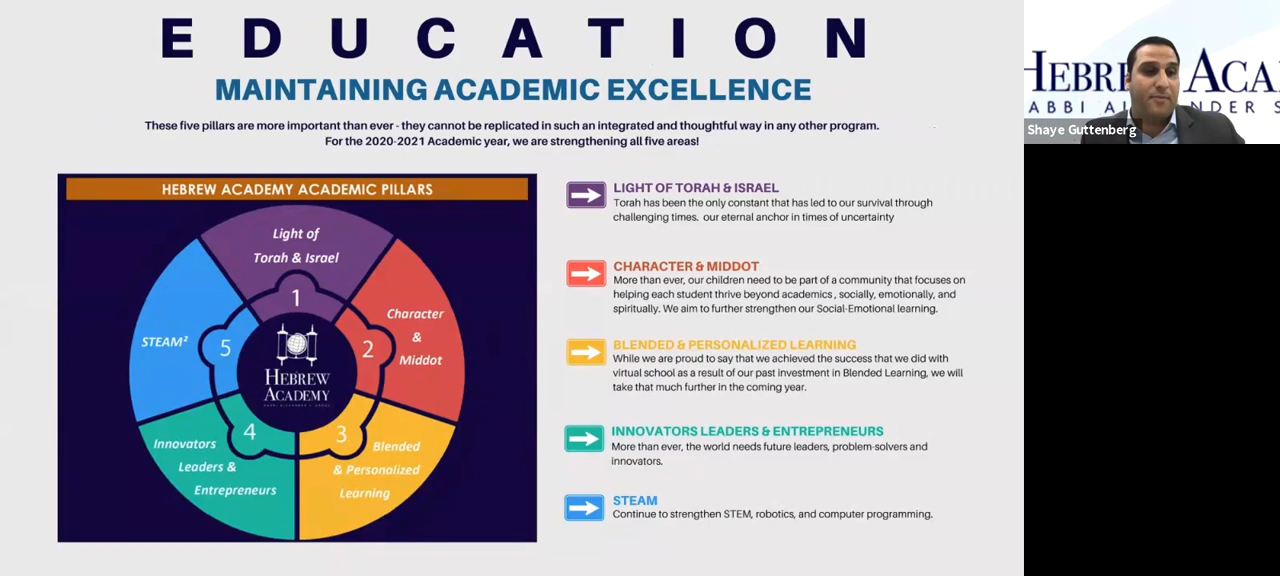 EDUCATION
MAINTAINING ACADEMIC EXCELLENCE
These five pillars are more important than ever - they cannot be replicated in such an integrated and thoughtful way in any other program.
For the 2020-2021 Academic year, we are strengthening all five areas!
HEBREW ACADEMY ACADEMIC PILLARS
Light of
Torah & Israel
1
Character
&
Middot
2
Blended
& Personalized
Learning
3
Innovators
Leaders &
Entrepreneurs
4
STEAM²
5
HEBREW
ACADEMY
LIGHT OF TORAH & ISRAEL
Torah has been the only constant that has led to our survival through
challenging times. our eternal anchor in times of uncertainty
CHARACTER & MIDDOT
More than ever, our children need to be part of a community that focuses on
helping each student thrive beyond academics , socially, emotionally, and
spiritually. We aim to further strengthen our Social-Emotional learning.
BLENDED & PERSONALIZED LEARNING
While we are proud to say that we achieved the success that we did with
virtual school as a result of our past investment in Blended Learning, we will
take that much further in the coming year.
INNOVATORS LEADERS & ENTREPRENEURS
More than ever, the world needs future leaders, problem-solvers and
innovators.
STEAM
Continue to strengthen STEM, robotics, and computer programming.
HEBRE ACA
ABBI AL NDER S
Shaye Guttenberg